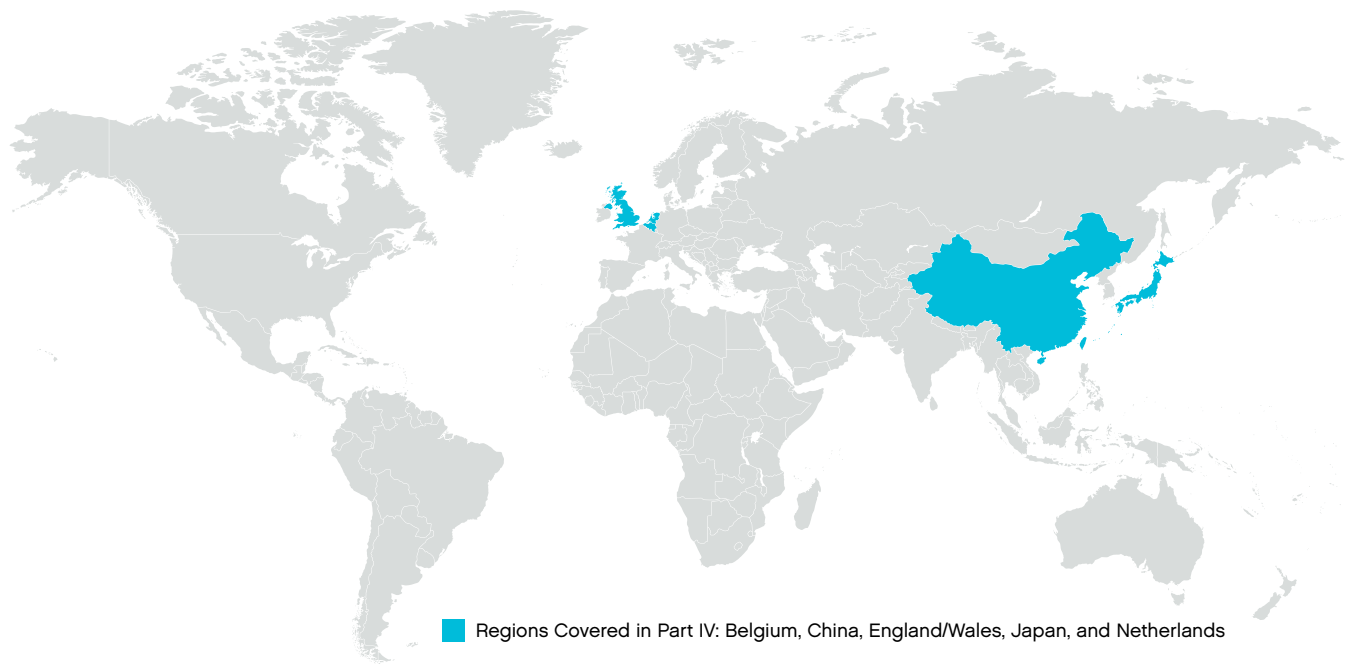 Regions Covered in Part IV: Belgium, China, England/Wales, Japan, and Netherlands